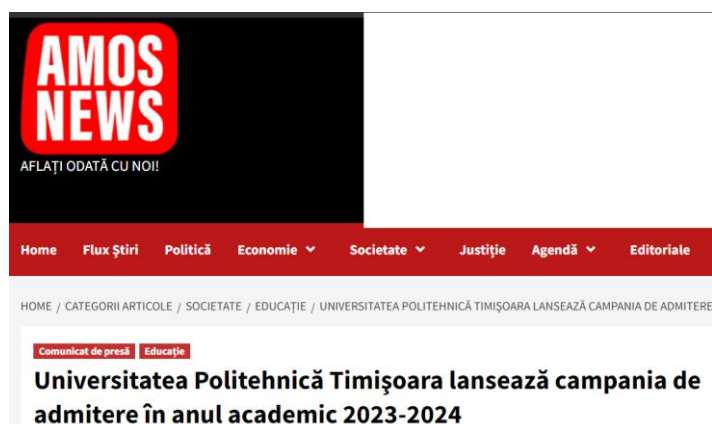 AMOS
NEWS
AFLAȚI ODATĂ CU NOI!
Home Flux Știri Politică Economie Societate Justiție Agendă Editoriale
HOME / CATEGORII ARTICOLE / SOCIETATE / EDUCAȚIE / UNIVERSITATEA POLITEHNICĂ TIMIȘOARA LANSEAZĂ CAMPANIA DE ADMITERE
Comunicat de presă Educație
Universitatea Politehnică Timișoara lansează campania de
admitere în anul academic 2023-2024